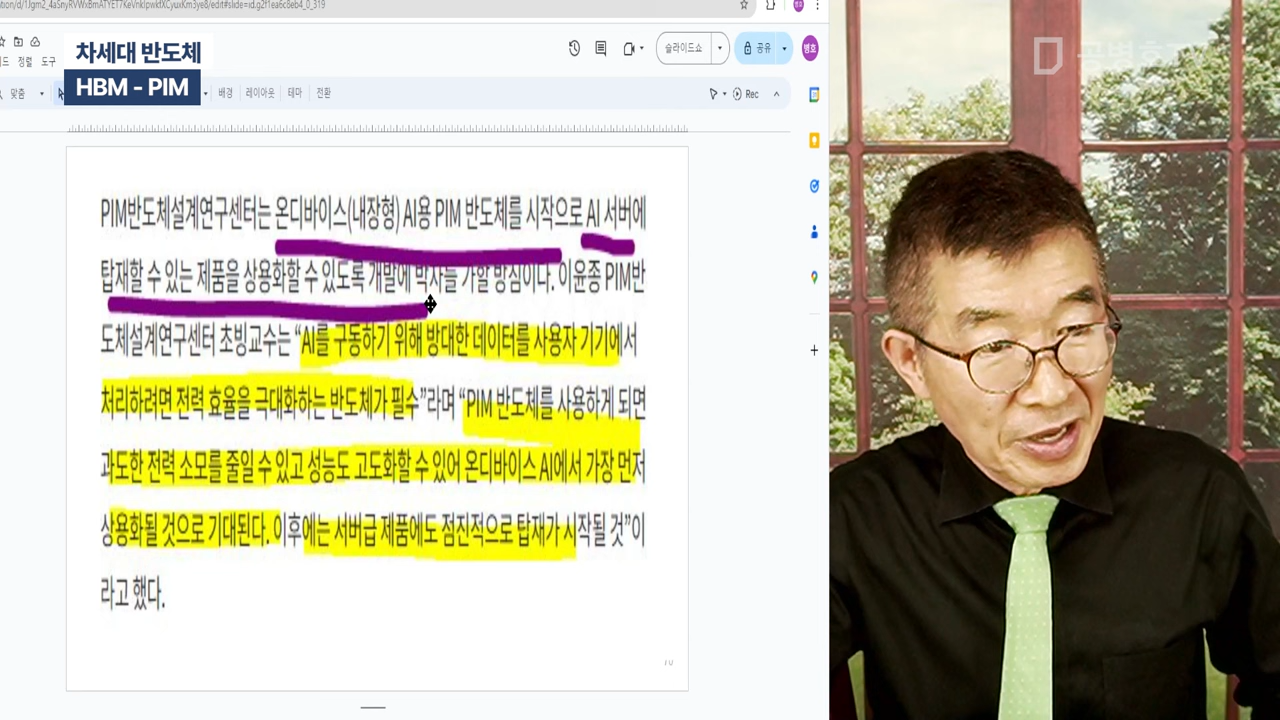 차세대 반도체
HBM - PIM
정렬 도구
슬라이드쇼
공유
병호
맞춤
배경
레이아웃
테마
전환
Rec
PIM반도체설계연구센터는 온디바이스(내장형) AI용 PIM 반도체를 시작으로 AI 서버에
탑재할 수 있는 제품을 상용화할 수 있도록 개발에 박차를 가할 방침이다. 이윤종 PIM반
도체설계연구센터 초빙교수는 “AI를 구동하기 위해 방대한 데이터를 사용자 기기에서
처리하려면 전력 효율을 극대화하는 반도체가 필수”라며 “PIM 반도체를 사용하게 되면
과도한 전력 소모를 줄일 수 있고 성능도 고도화할 수 있어 온디바이스 AI에서 가장 먼저
상용화될 것으로 기대된다. 이후에는 서버급 제품에도 점진적으로 탑재가 시작될 것”이
라고 했다.